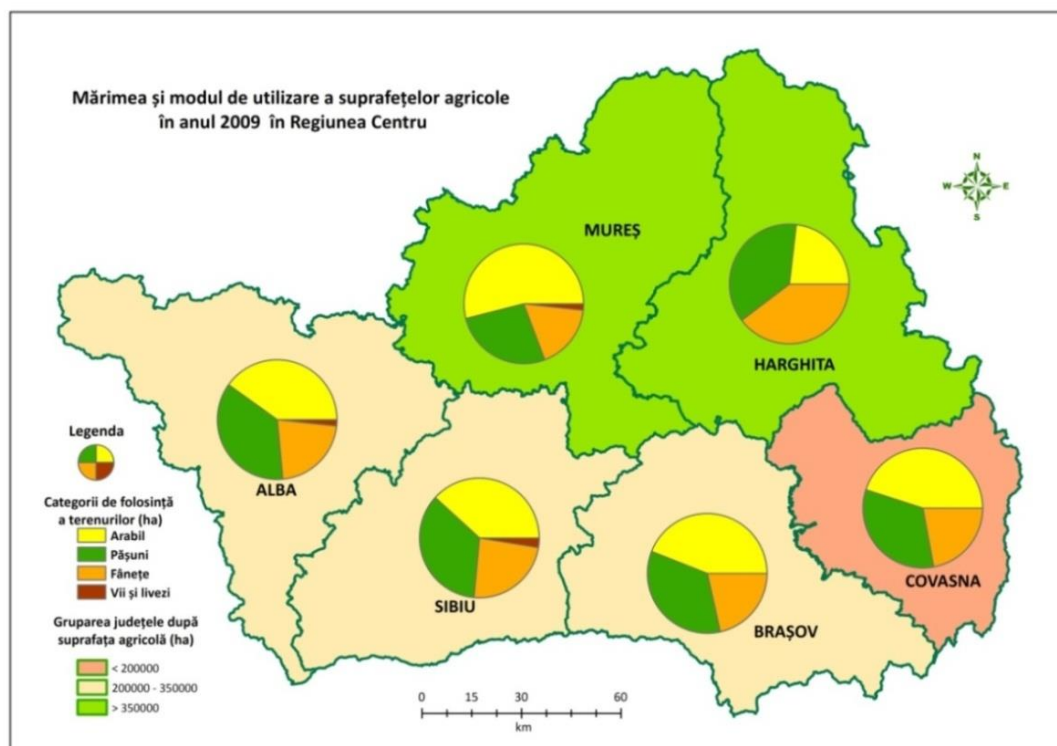 Mărimea și modul de utilizare a suprafețelor agricole
în anul 2009 în Regiunea Centru
N
W E
S
MUREȘ
HARGHITA
ALBA
SIBIU
BRAȘOV
COVASNA
Legenda
Categorii de folosință
a terenurilor (ha)
Arabil
Pășuni
Fânețe
Vii și livezi
Gruparea județele după
suprafața agricolă (ha)
< 200000
200000 - 350000
> 350000
0 15 30 60
km